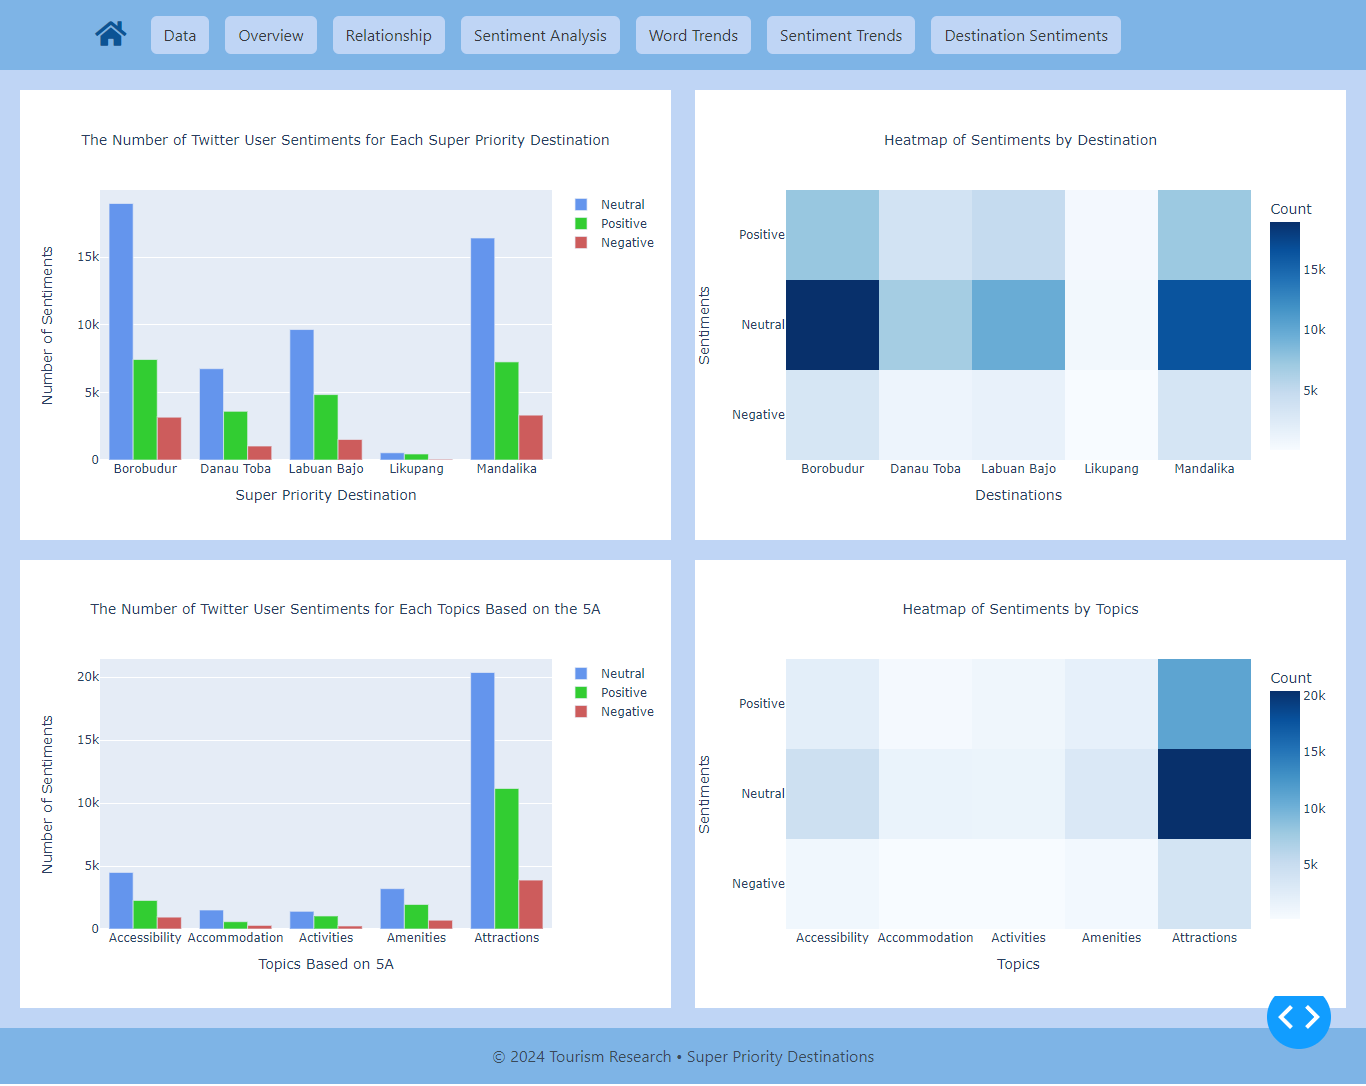 Data Overview Relationship Sentiment Analysis Word Trends Sentiment Trends Destination Sentiments
The Number of Twitter User Sentiments for Each Super Priority Destination
Number of Sentiments
15k
10k
5k
0
Borobudur Danau Toba Labuan Bajo Likupang Mandalika
Super Priority Destination
Neutral
Positive
Negative
Heatmap of Sentiments by Destination
Sentiments
Positive
Neutral
Negative
Borobudur Danau Toba Labuan Bajo Likupang Mandalika
Destinations
Count
15k
10k
5k
The Number of Twitter User Sentiments for Each Topics Based on the 5A
Number of Sentiments
20k
15k
10k
5k
0
Accessibility Accommodation Activities Amenities Attractions
Topics Based on 5A
Neutral
Positive
Negative
Heatmap of Sentiments by Topics
Sentiments
Positive
Neutral
Negative
Accessibility Accommodation Activities Amenities Attractions
Topics
Count
20k
15k
10k
5k
© 2024 Tourism Research • Super Priority Destinations